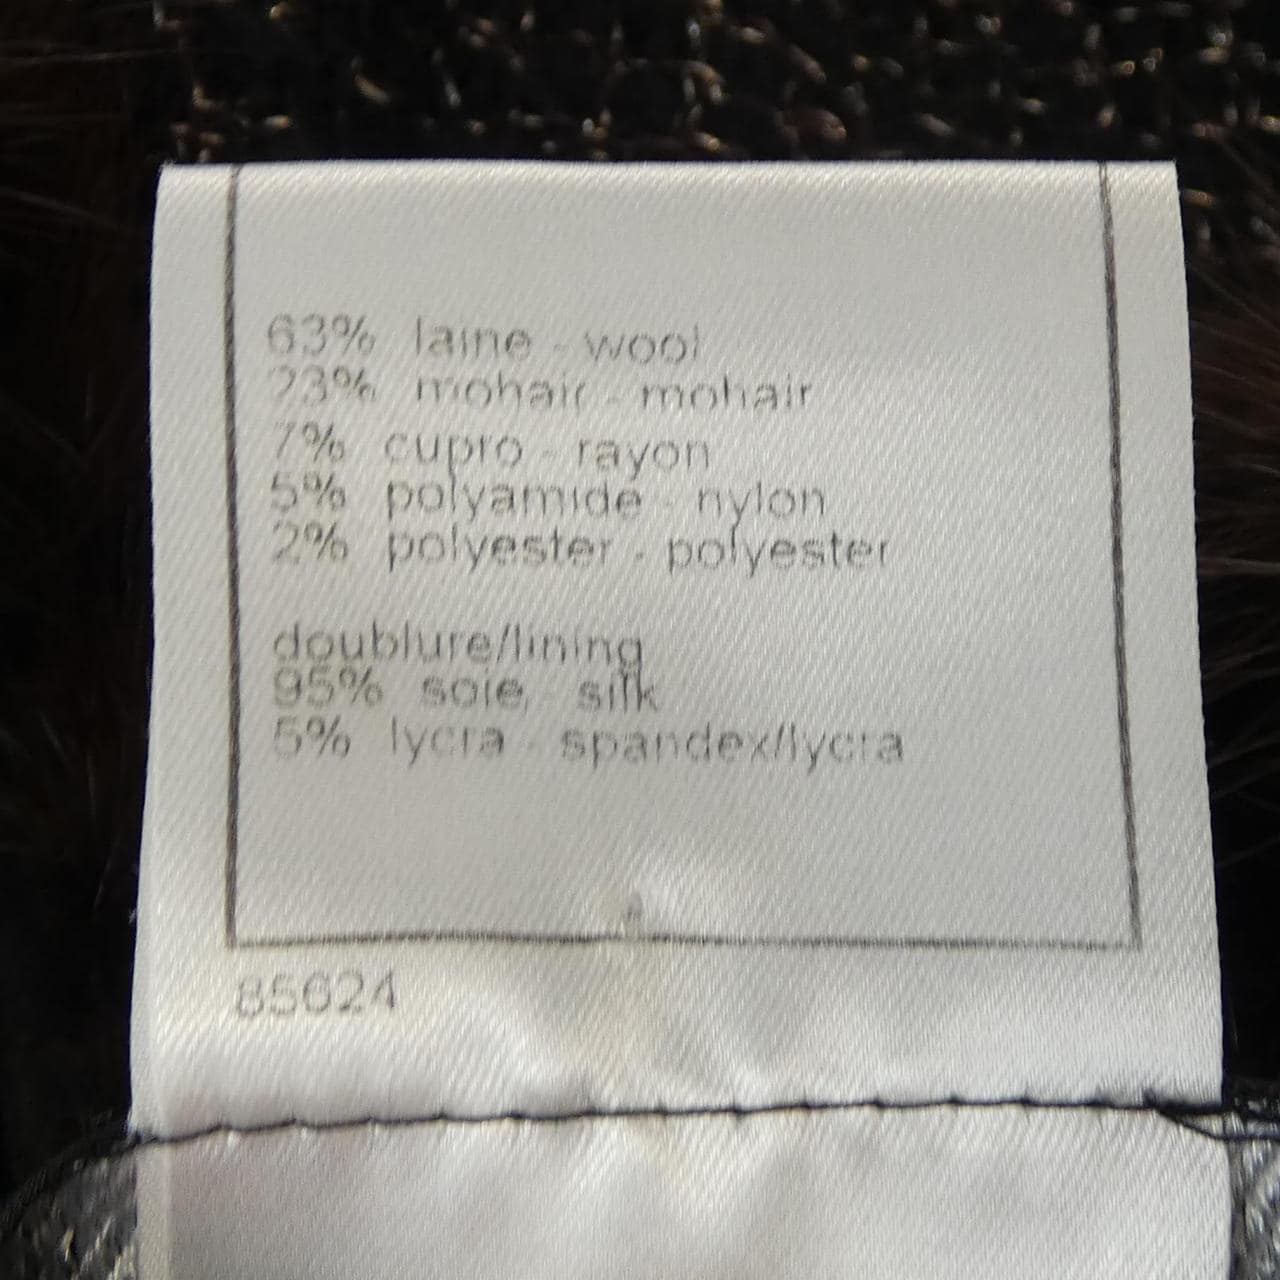 63% laine - wool
23% mohair - mohair
7% cupro - rayon
5% polyamide - nylon
2% polyester - polyester
doublure/lining
95% soie - silk
5% lycra - spandex/lycra
85624